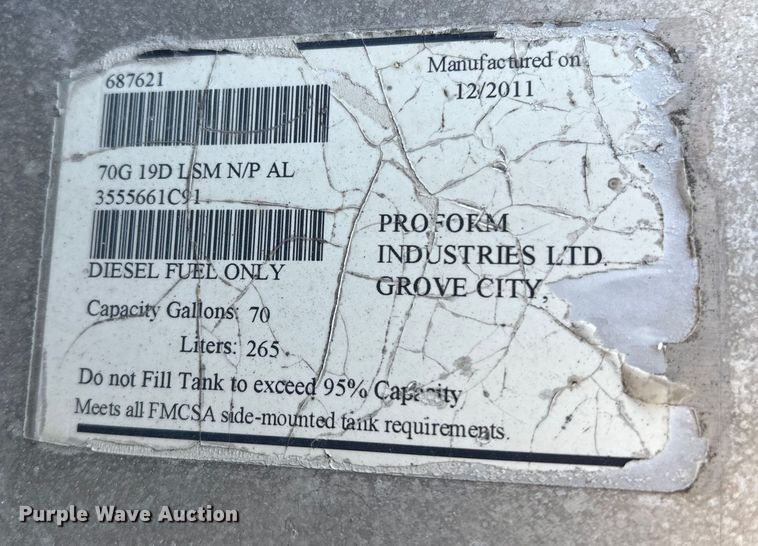 687621
Manufactured on
12/2011
70G 19D LSM N/P AL
3555661C91
PROFORM
INDUSTRIES LTD.
GROVE CITY,
DIESEL FUEL ONLY
Capacity Gallons: 70
Liters: 265
Do not Fill Tank to exceed 95% Capacity
Meets all FMCSA side-mounted tank requirements.
Purple Wave Auction